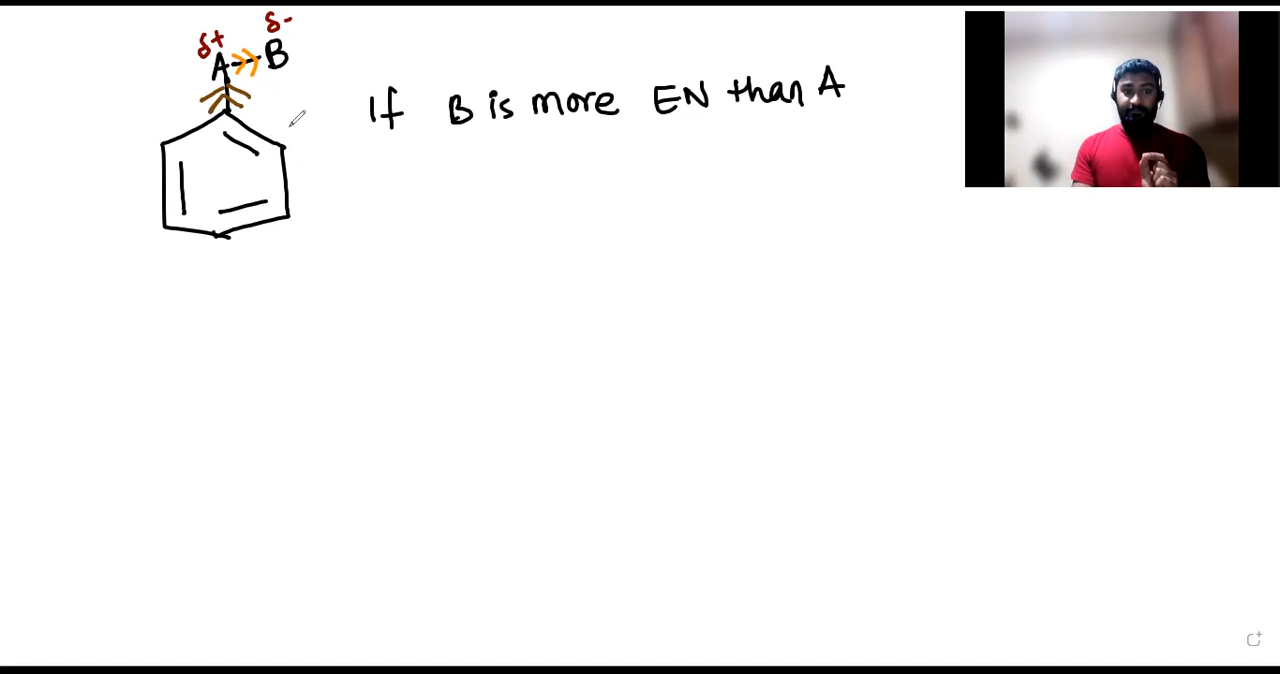 δ-
δ+
A B
If B is more EN than A